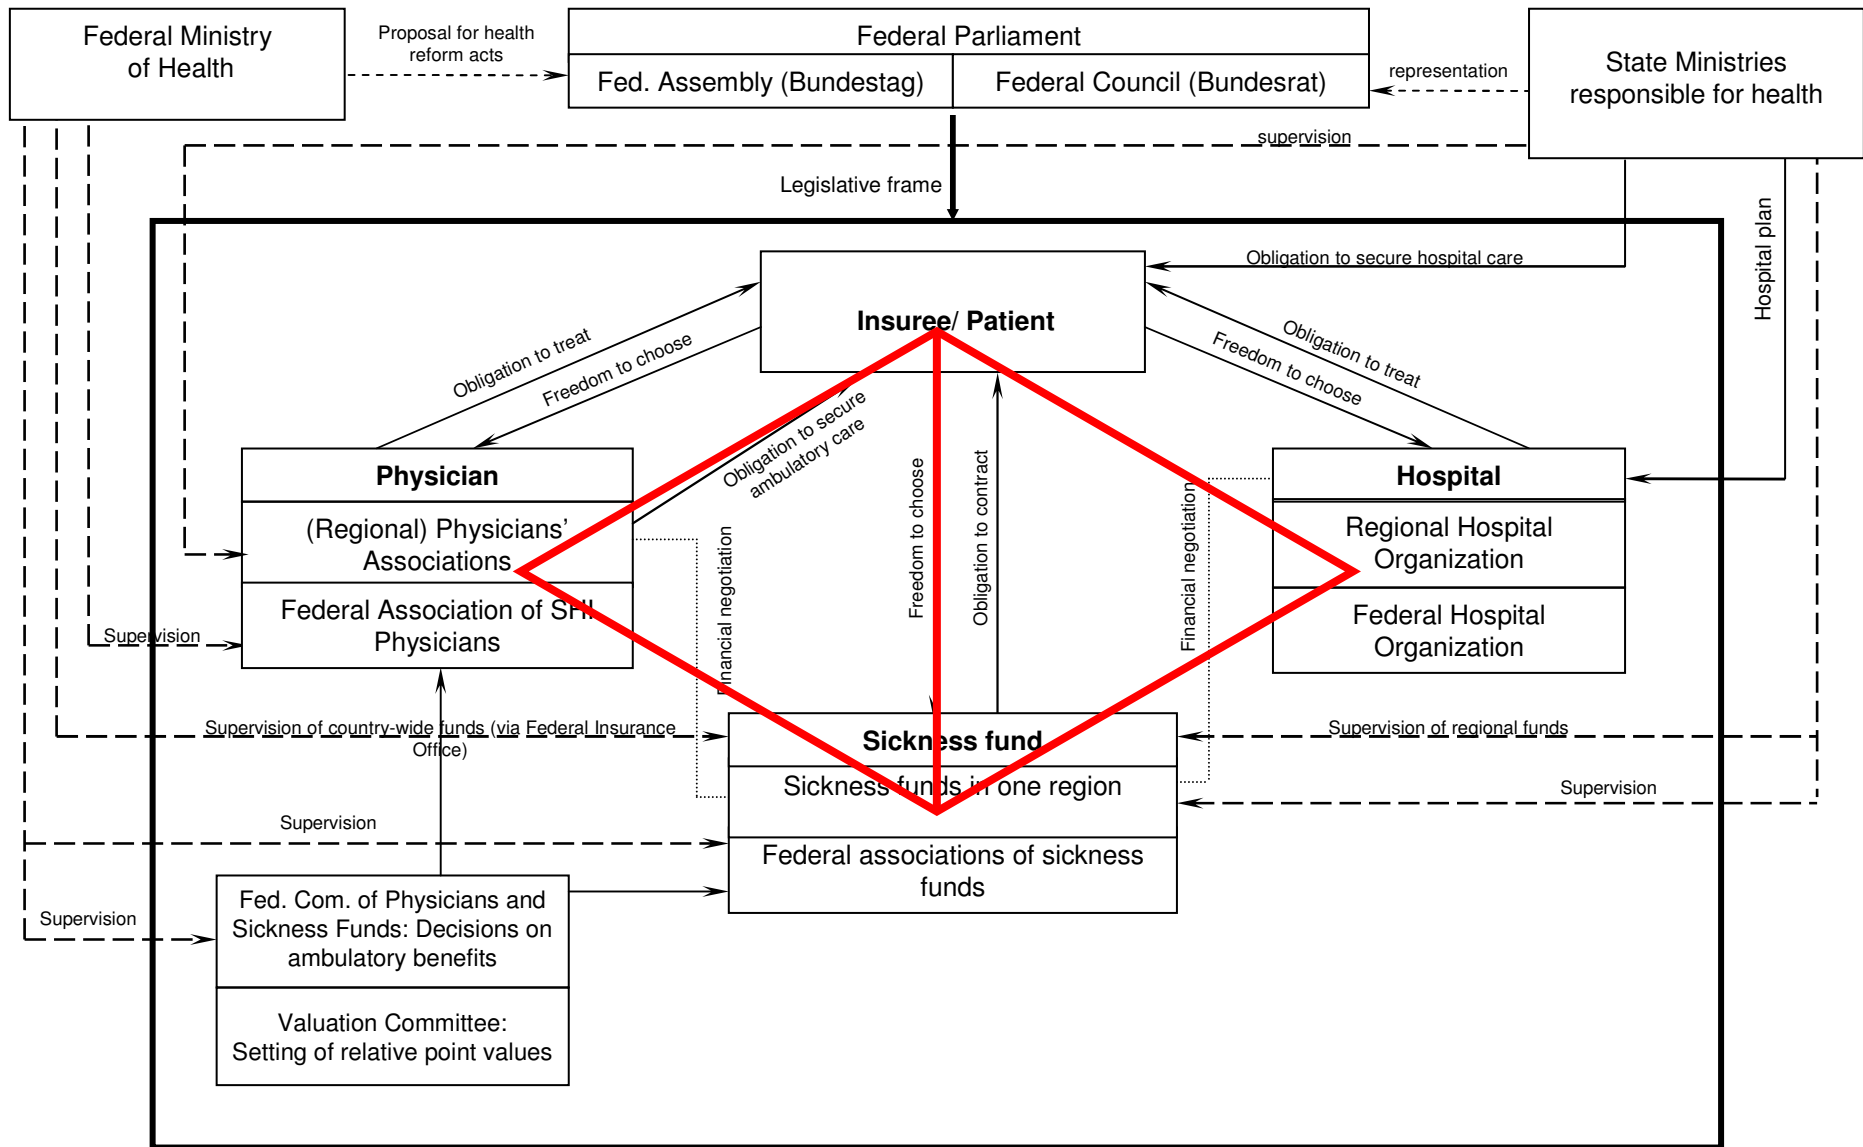 Federal Ministry
of Health
Proposal for health
reform acts
Federal Parliament
Fed. Assembly (Bundestag)
Federal Council (Bundesrat)
representation
State Ministries
responsible for health
supervision
Legislative frame
Hospital plan
Obligation to secure hospital care
Insuree/ Patient
Obligation to treat
Freedom to choose
Obligation to secure
ambulatory care
Obligation to treat
Freedom to choose
Physician
(Regional) Physicians’
Associations
Federal Association of SHI
Physicians
Supervision
Financial negotiation
Freedom to choose
Obligation to contract
Financial negotiation
Hospital
Regional Hospital
Organization
Federal Hospital
Organization
Supervision of country-wide funds (via Federal Insurance
Office)
Sickness fund
Sickness funds in one region
Federal associations of sickness
funds
Supervision of regional funds
Supervision
Supervision
Supervision
Fed. Com. of Physicians and
Sickness Funds: Decisions on
ambulatory benefits
Valuation Committee:
Setting of relative point values